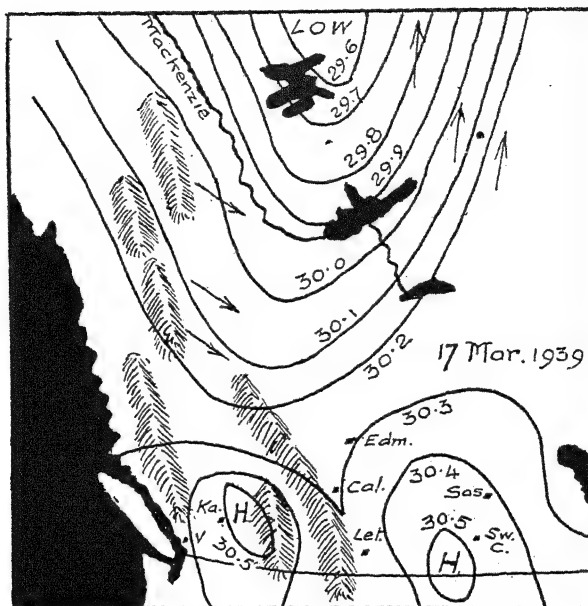 LOW
29.6
Mackenzie
29.7
29.8
29.9
30.0
30.1
30.2
17 Mar. 1939
30.3
Edm.
30.4
Cal.
Sas.
Ka.
H.
30.5
Sw.
C.
V
Let.
30.5
H.